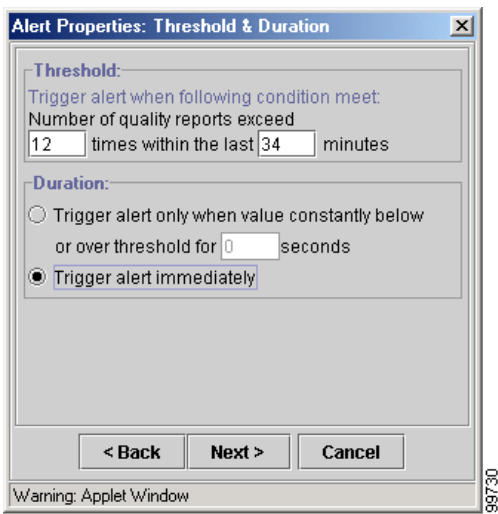 Alert Properties: Threshold & Duration
Threshold:
Trigger alert when following condition meet:
Number of quality reports exceed
12 times within the last 34 minutes
Duration:
Trigger alert only when value constantly below
or over threshold for 0 seconds
Trigger alert immediately
< Back Next > Cancel
Warning: Applet Window
99730